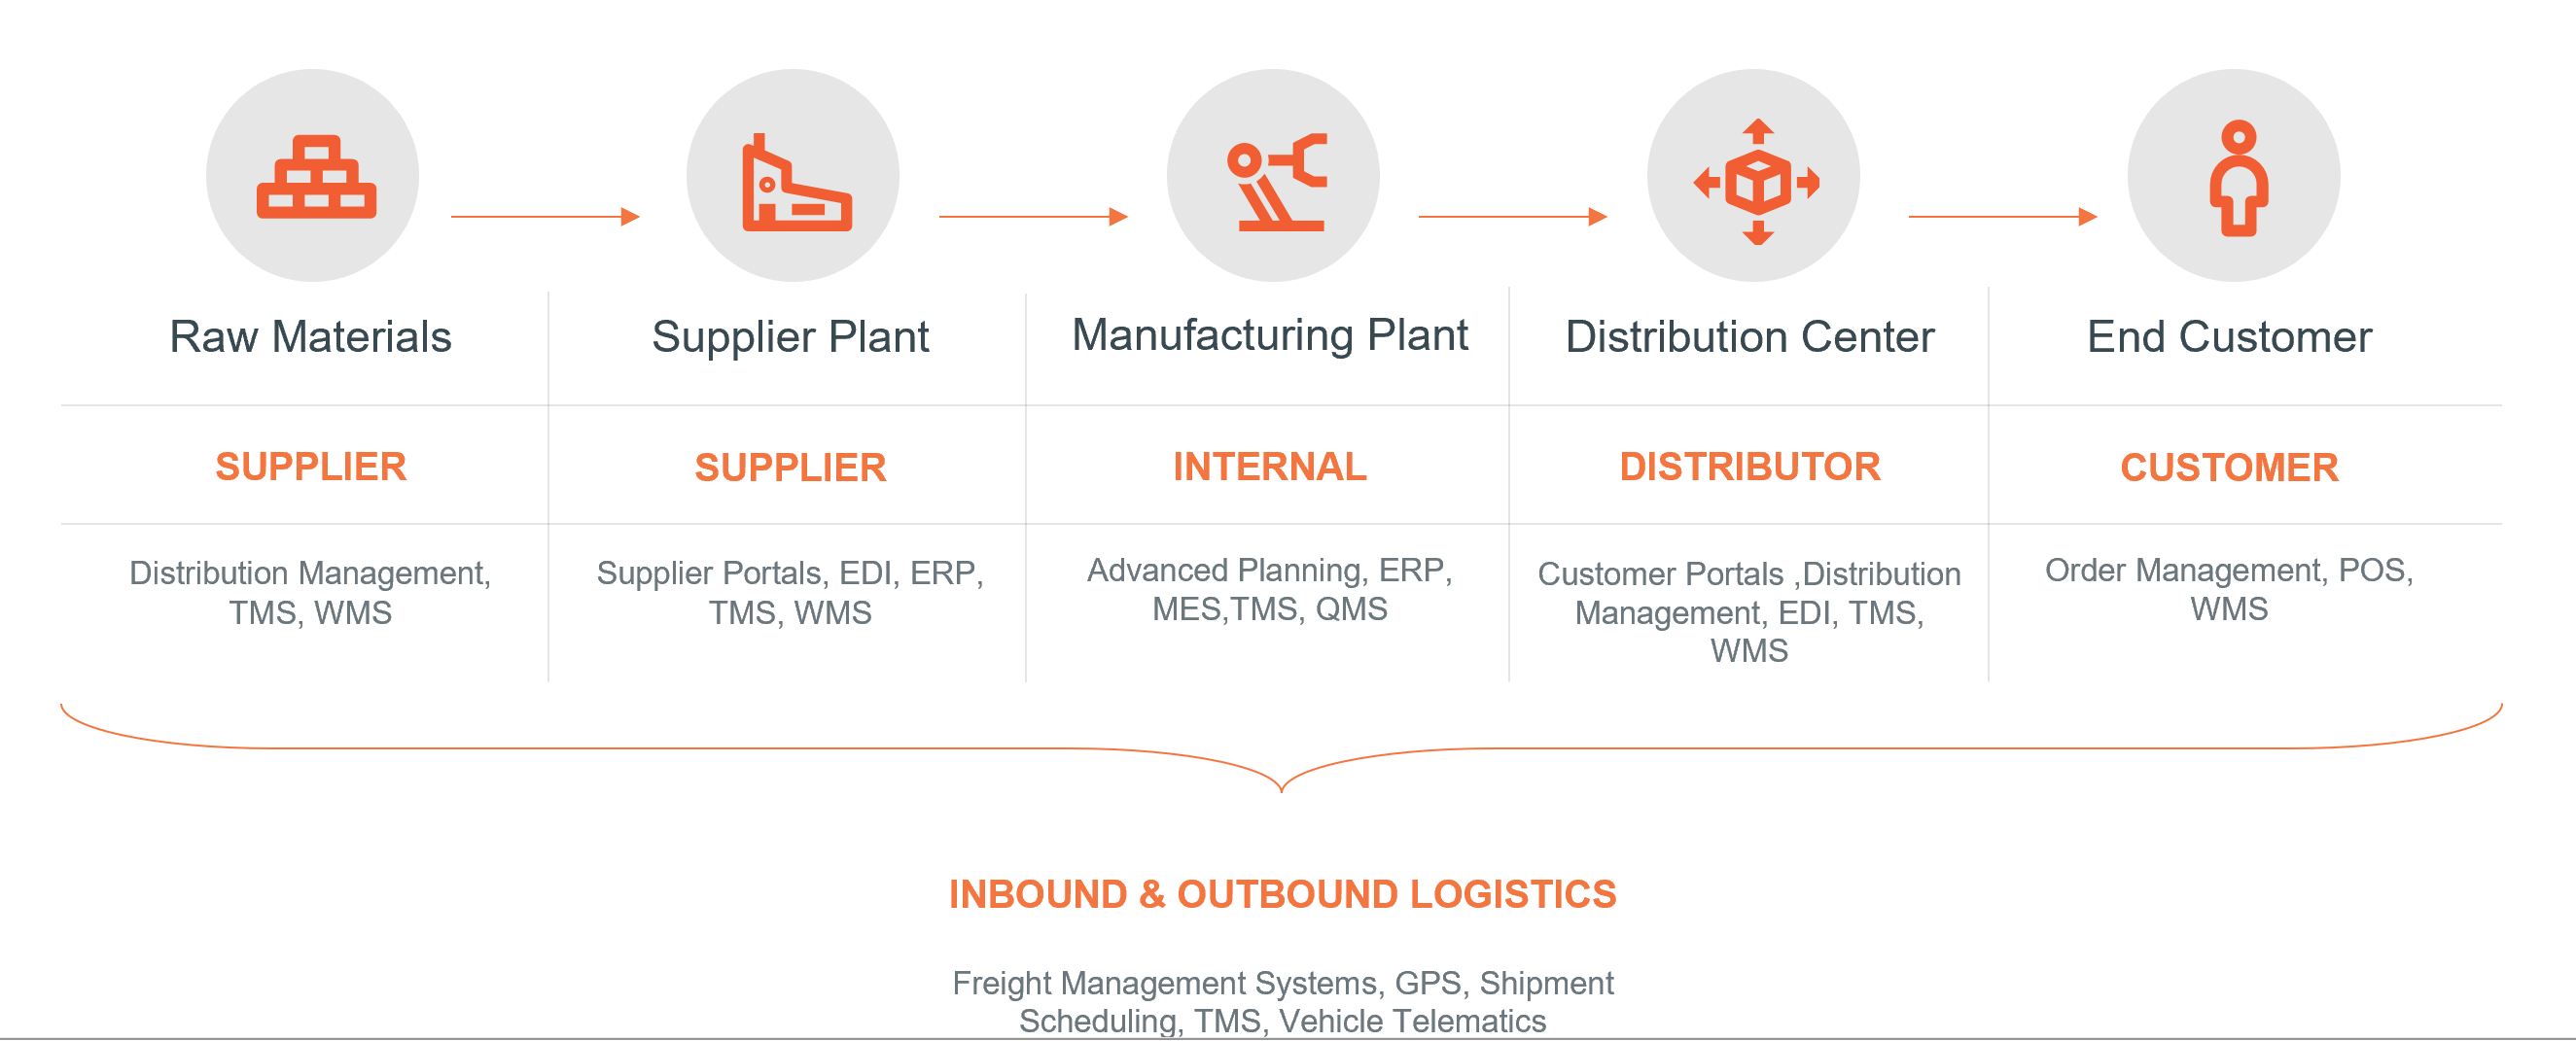 Raw Materials
Supplier Plant
Manufacturing Plant
Distribution Center
End Customer
SUPPLIER
SUPPLIER
INTERNAL
DISTRIBUTOR
CUSTOMER
Distribution Management,
TMS, WMS
Supplier Portals, EDI, ERP,
TMS, WMS
Advanced Planning, ERP,
MES,TMS, QMS
Customer Portals ,Distribution
Management, EDI, TMS,
WMS
Order Management, POS,
WMS
INBOUND & OUTBOUND LOGISTICS
Freight Management Systems, GPS, Shipment
Scheduling, TMS, Vehicle Telematics